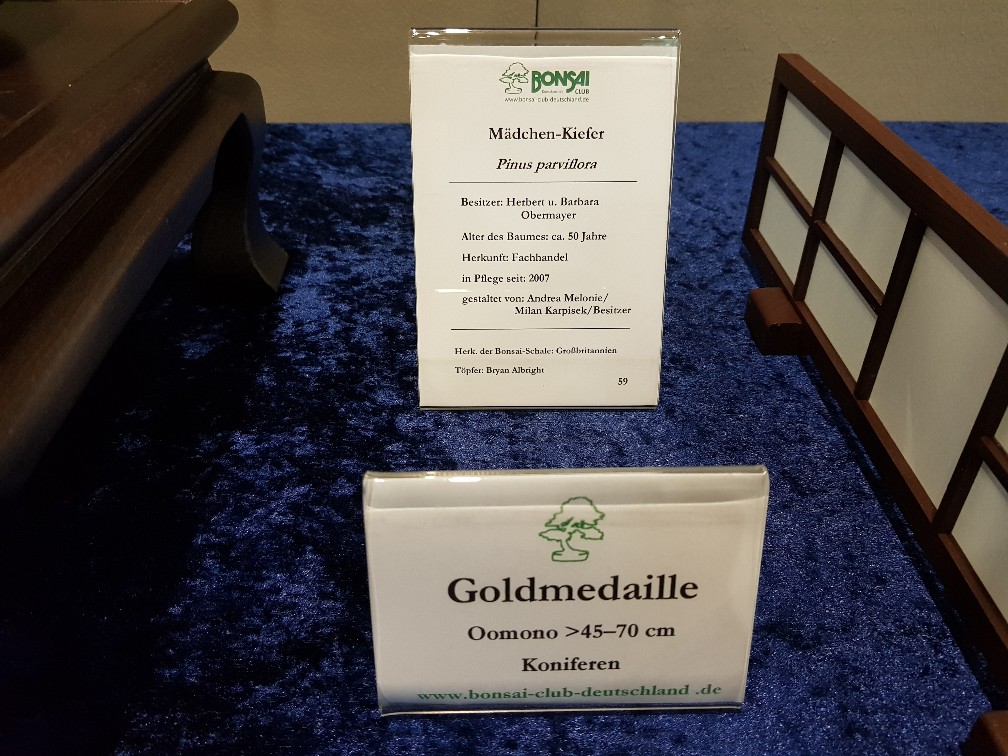 BONSAI
CLUB
www.bonsai-club-deutschland.de
Mädchen-Kiefer
Pinus parviflora
Besitzer: Herbert u. Barbara
Obermayer
Alter des Baumes: ca. 50 Jahre
Herkunft: Fachhandel
in Pflege seit: 2007
gestaltet von: Andrea Melonie/
Milan Karpisek/Besitzer
Herk. der Bonsai-Schale: Großbritannien
Töpfer: Bryan Albright
59
Goldmedaille
Oomono >45–70 cm
Koniferen
www.bonsai-club-deutschland .de